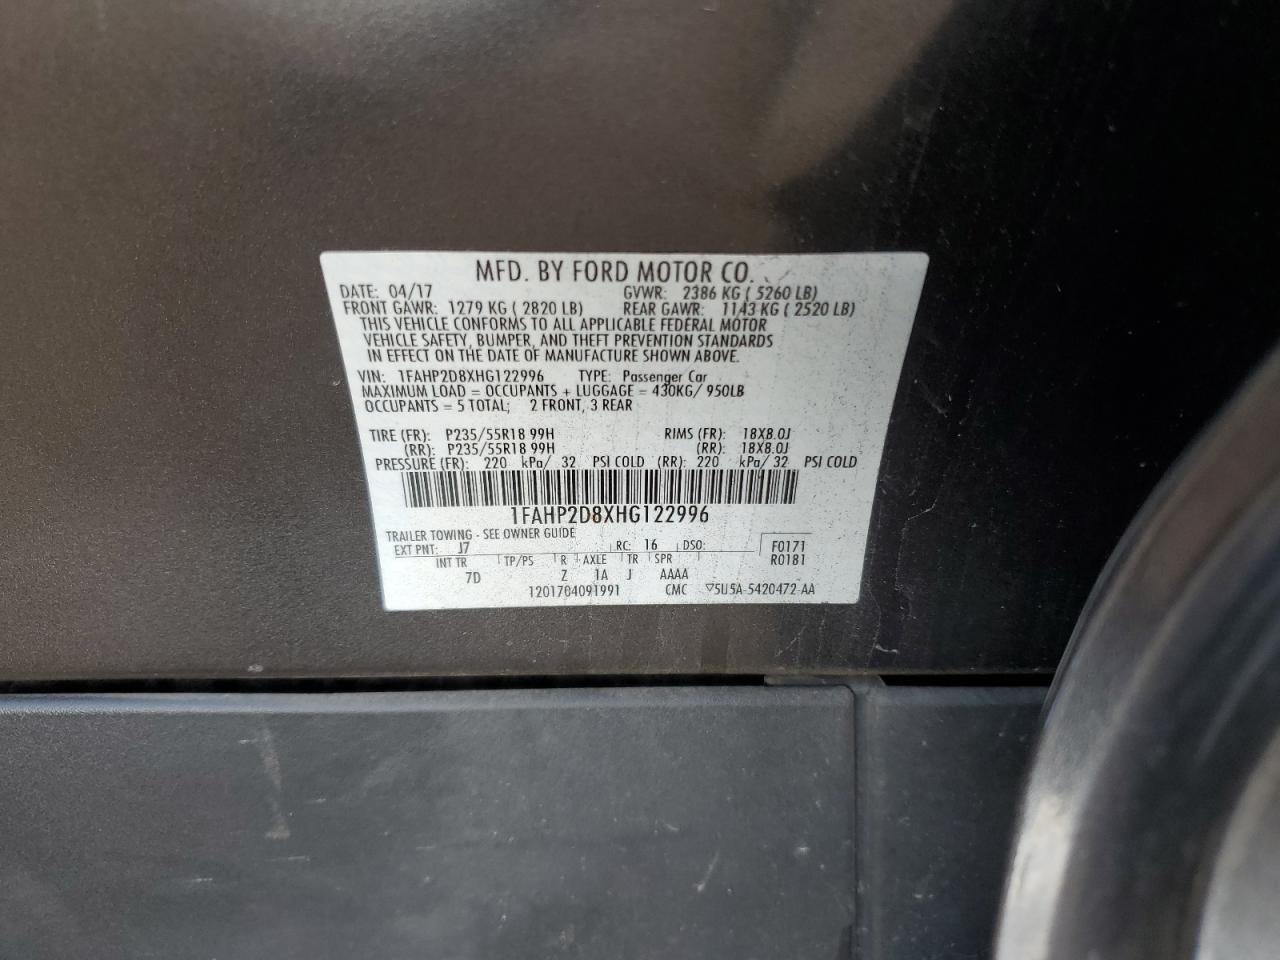 MFD. BY FORD MOTOR CO.
DATE: 04/17 GVWR: 2386 KG ( 5260 LB)
FRONT GAWR: 1279 KG ( 2820 LB) REAR GAWR: 1143 KG ( 2520 LB)
THIS VEHICLE CONFORMS TO ALL APPLICABLE FEDERAL MOTOR
VEHICLE SAFETY, BUMPER, AND THEFT PREVENTION STANDARDS
IN EFFECT ON THE DATE OF MANUFACTURE SHOWN ABOVE.
VIN: 1FAHP2D8XHG122996 TYPE: Passenger Car
MAXIMUM LOAD = OCCUPANTS + LUGGAGE = 430KG/ 950LB
OCCUPANTS = 5 TOTAL; 2 FRONT, 3 REAR
TIRE (FR): P235/55R18 99H RIMS (FR): 18X8.0J
(RR): P235/55R18 99H (RR): 18X8.0J
PRESSURE (FR): 220 kPa/ 32 PSI COLD (RR): 220 kPa/ 32 PSI COLD
1FAHP2D8XHG122996
TRAILER TOWING - SEE OWNER GUIDE
EXT PNT: J7 RC: 16 DSO: F0171
INT TR TP/PS R AXLE TR SPR R0181
7D Z 1A J AAAA
1201704091991 CMC ▽5U5A-5420472-AA